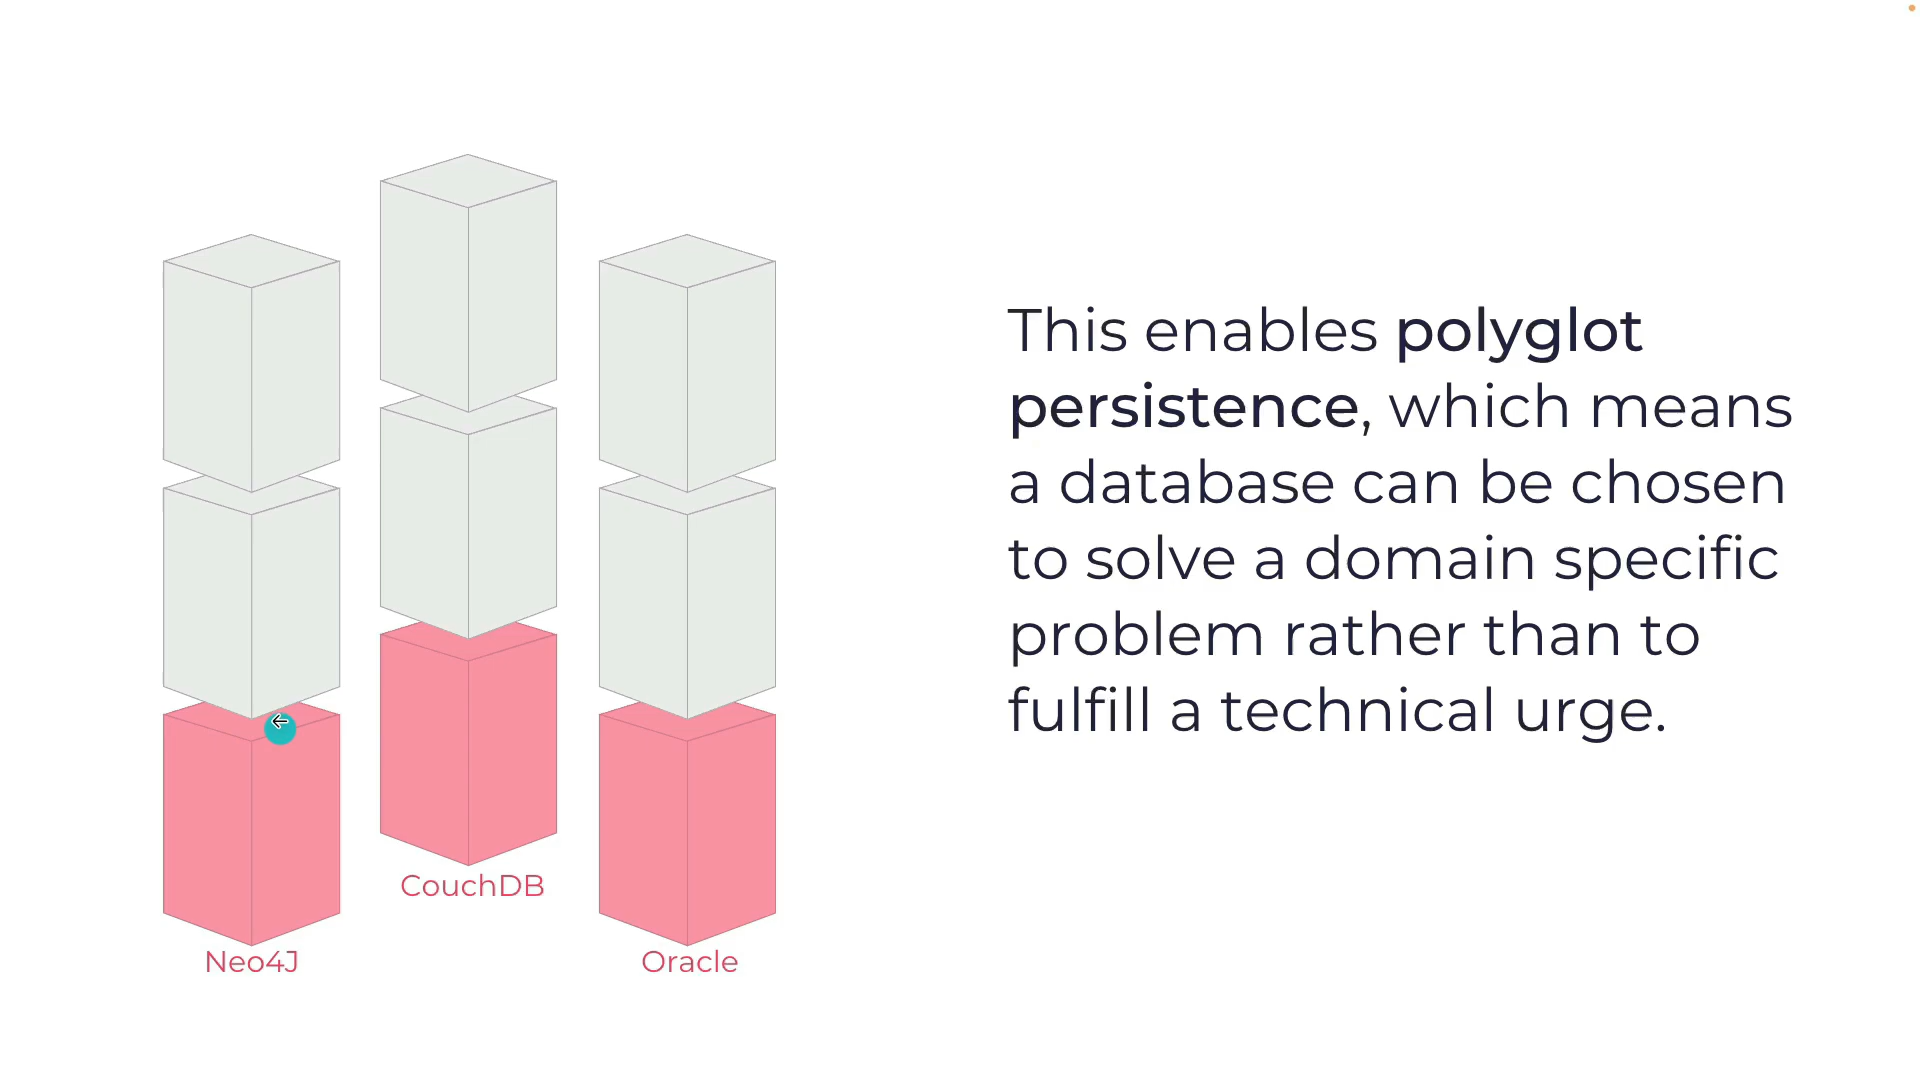 This enables polyglot
persistence, which means
a database can be chosen
to solve a domain specific
problem rather than to
fulfill a technical urge.
CouchDB
Neo4J
Oracle